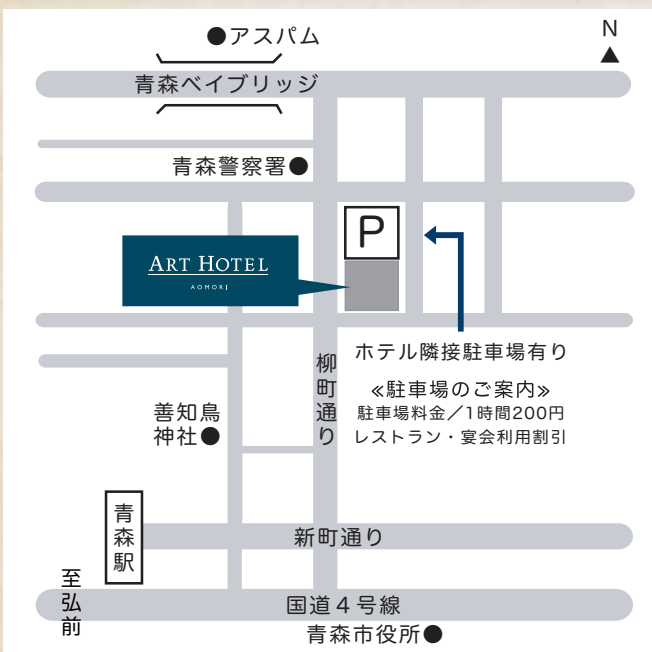 N
▲
●アスパム
青森ベイブリッジ
青森警察署●
P
ART HOTEL
AOMORI
ホテル隣接駐車場有り
≪駐車場のご案内≫
駐車場料金／1時間200円
レストラン・宴会利用割引
柳町通り
善知鳥
神社●
青森駅
新町通り
至弘前
国道４号線
青森市役所●